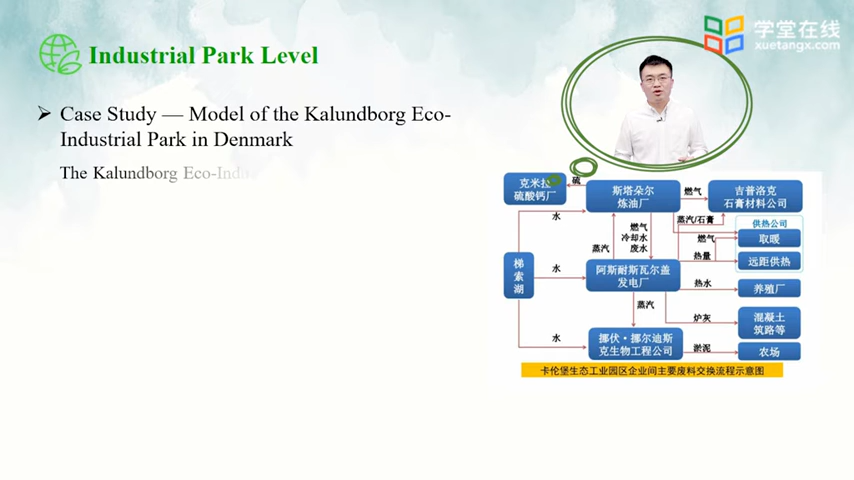 学堂在线
xuetangx.com
Industrial Park Level
Case Study — Model of the Kalundborg Eco-
Industrial Park in Denmark
The Kalundborg Eco-Indu
硫
克米拉
硫酸钙厂
斯塔朵尔
炼油厂
燃气
吉普洛克
石膏材料公司
水
蒸汽/石膏
供热公司
蒸汽
燃气
冷却水
废水
燃气
取暖
热量
远距供热
梯
索
湖
水
阿斯耐斯瓦尔盖
发电厂
热水
养殖厂
蒸汽
炉灰
混凝土
筑路等
水
挪伏·挪尔迪斯
克生物工程公司
淤泥
农场
卡伦堡生态工业园区企业间主要废料交换流程示意图